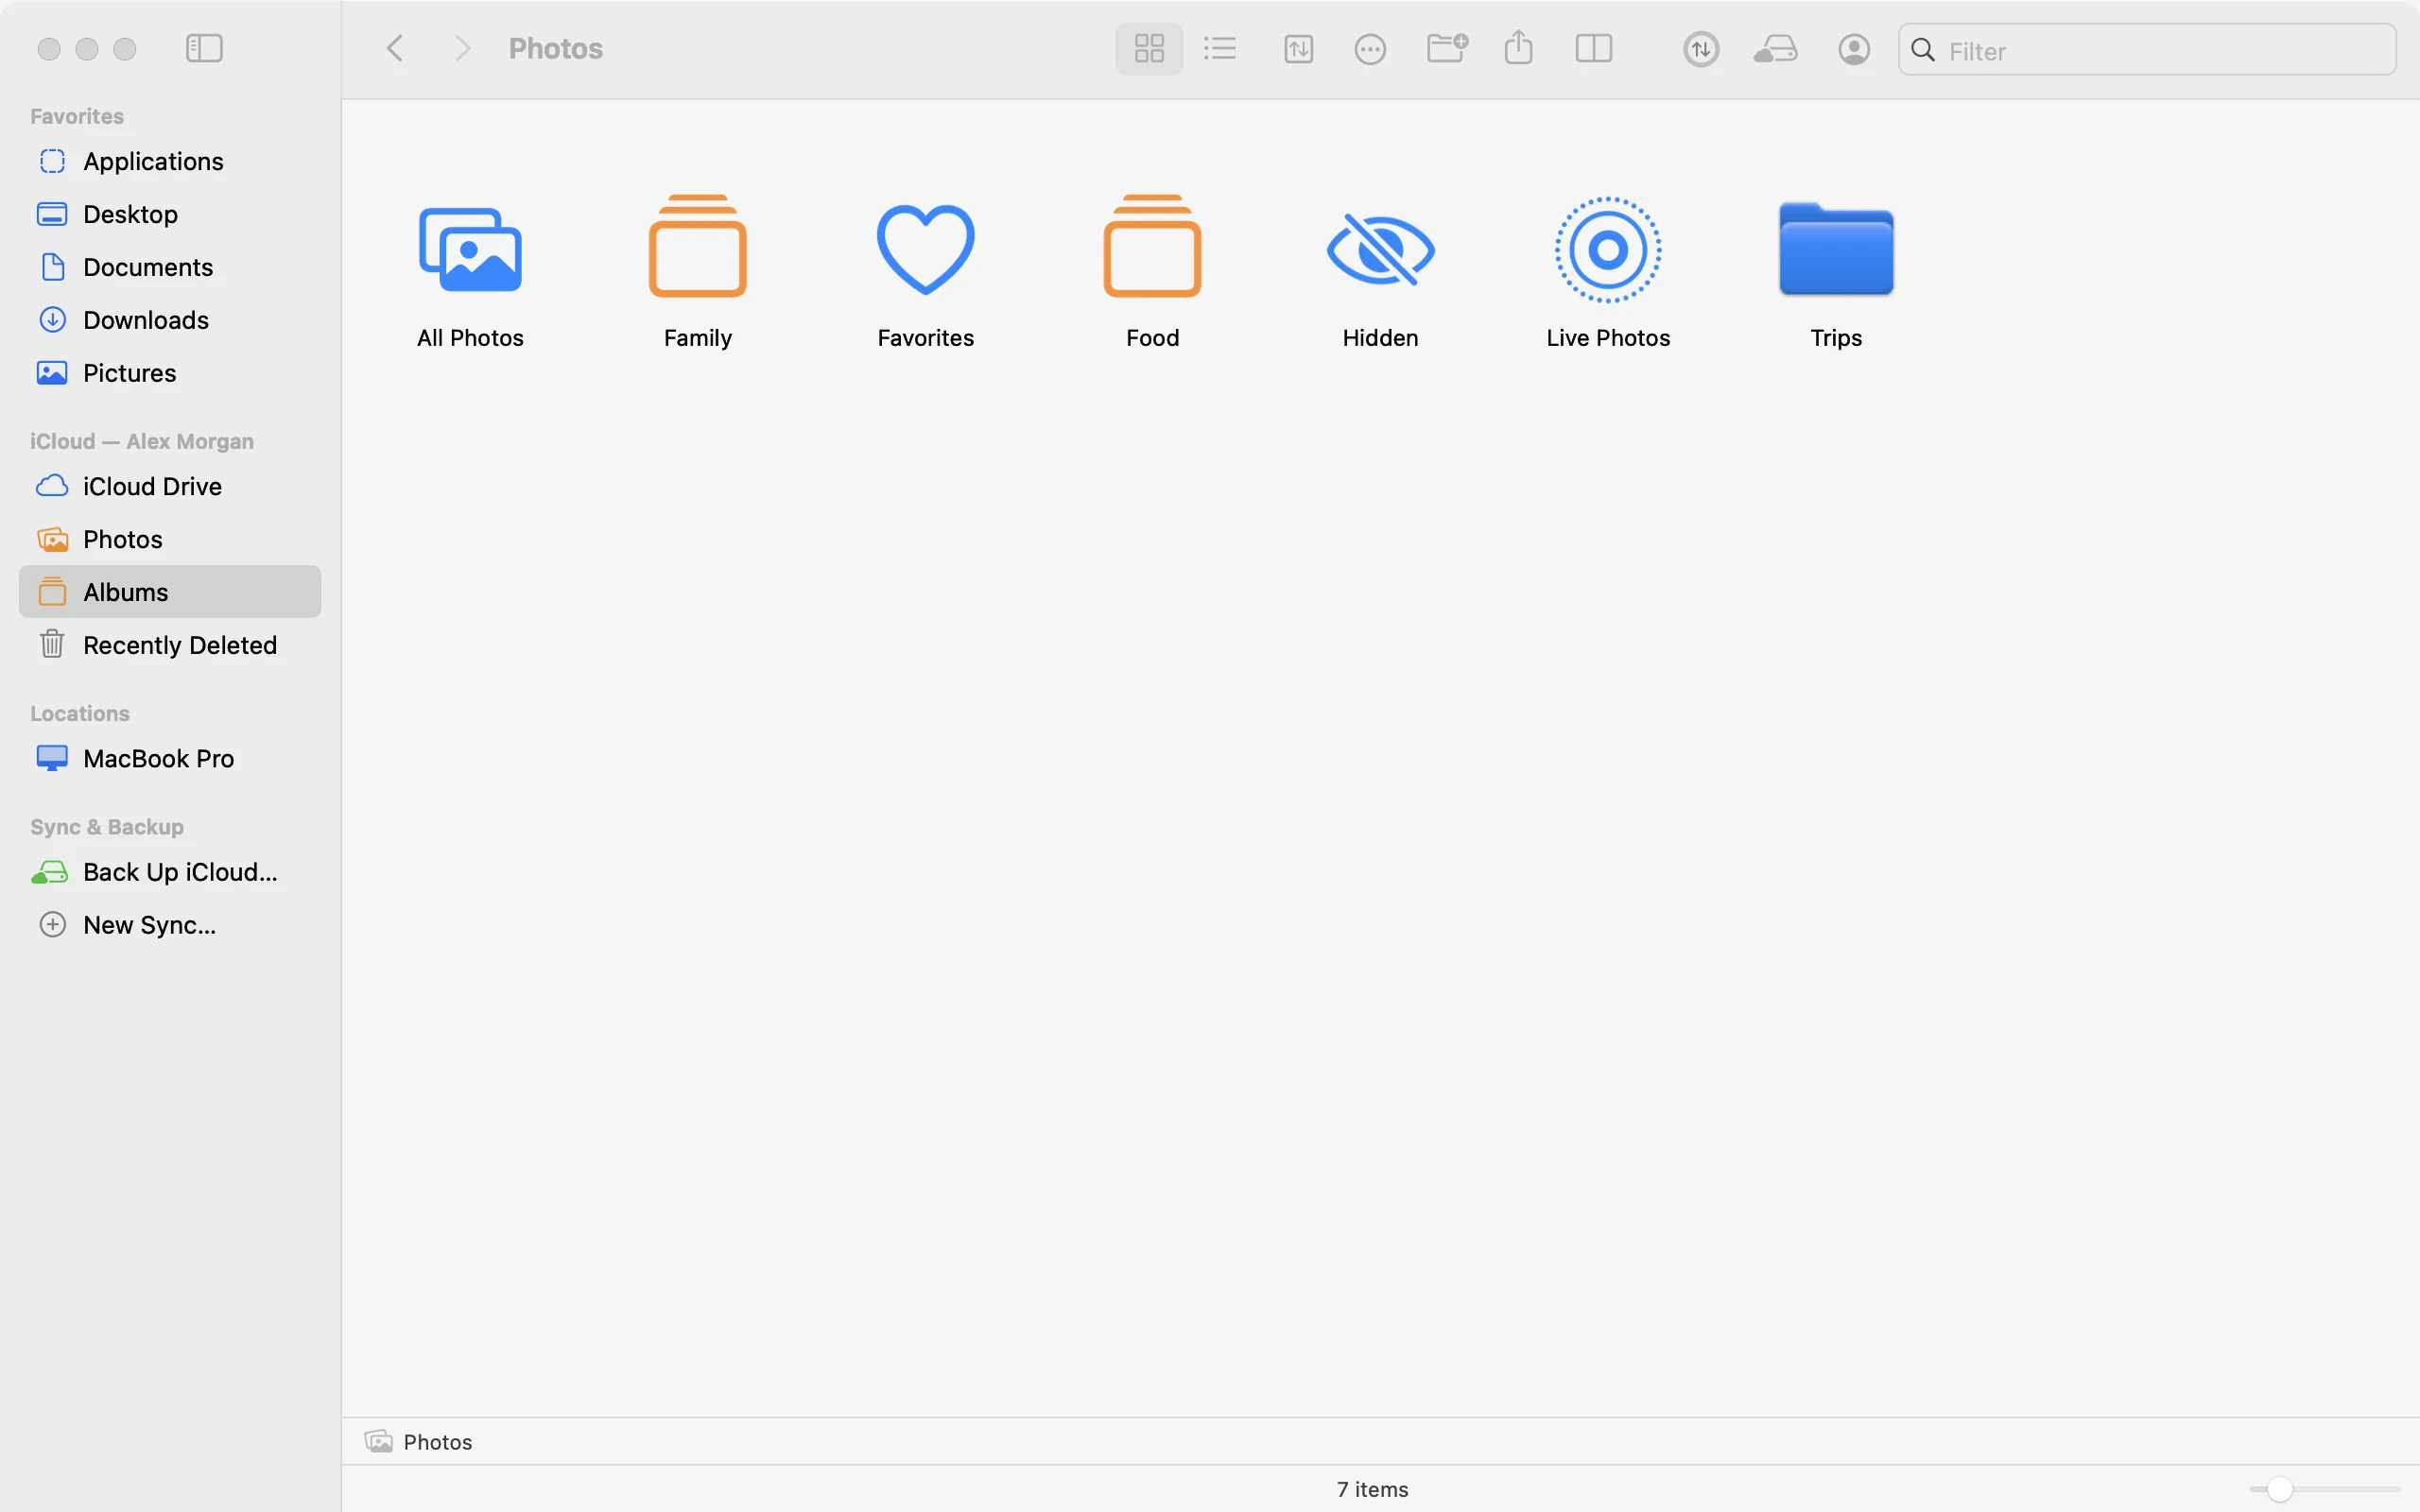 Photos
Filter
Favorites
Applications
Desktop
Documents
Downloads
Pictures
iCloud — Alex Morgan
iCloud Drive
Photos
Albums
Recently Deleted
Locations
MacBook Pro
Sync & Backup
Back Up iCloud...
New Sync...
All Photos
Family
Favorites
Food
Hidden
Live Photos
Trips
Photos
7 items